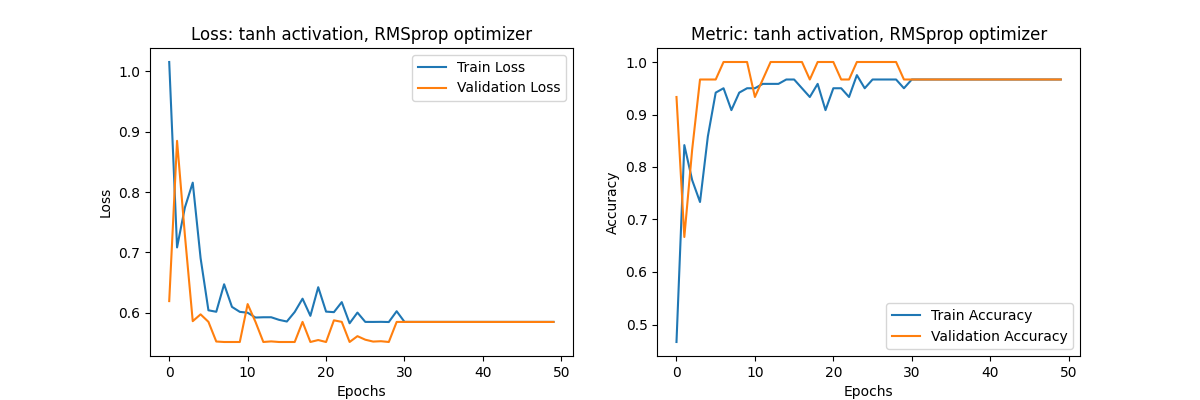 Loss: tanh activation, RMSprop optimizer
Train Loss
Validation Loss
1.0
0.9
0.8
0.7
0.6
Loss
0 10 20 30 40 50
Epochs
Metric: tanh activation, RMSprop optimizer
1.0
0.9
0.8
0.7
0.6
0.5
Accuracy
Train Accuracy
Validation Accuracy
0 10 20 30 40 50
Epochs